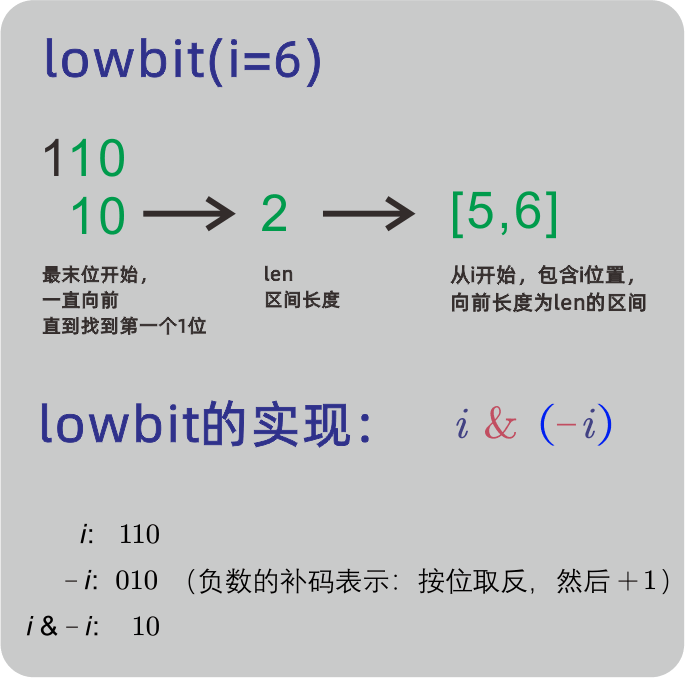 lowbit(i=6)
110
10 → 2 → [5,6]
最末位开始，
一直向前
直到找到第一个1位
len
区间长度
从i开始，包含i位置，
向前长度为len的区间
lowbit的实现： i & (−i)
i: 110
−i: 010 （负数的补码表示：按位取反，然后+1）
i & −i: 10